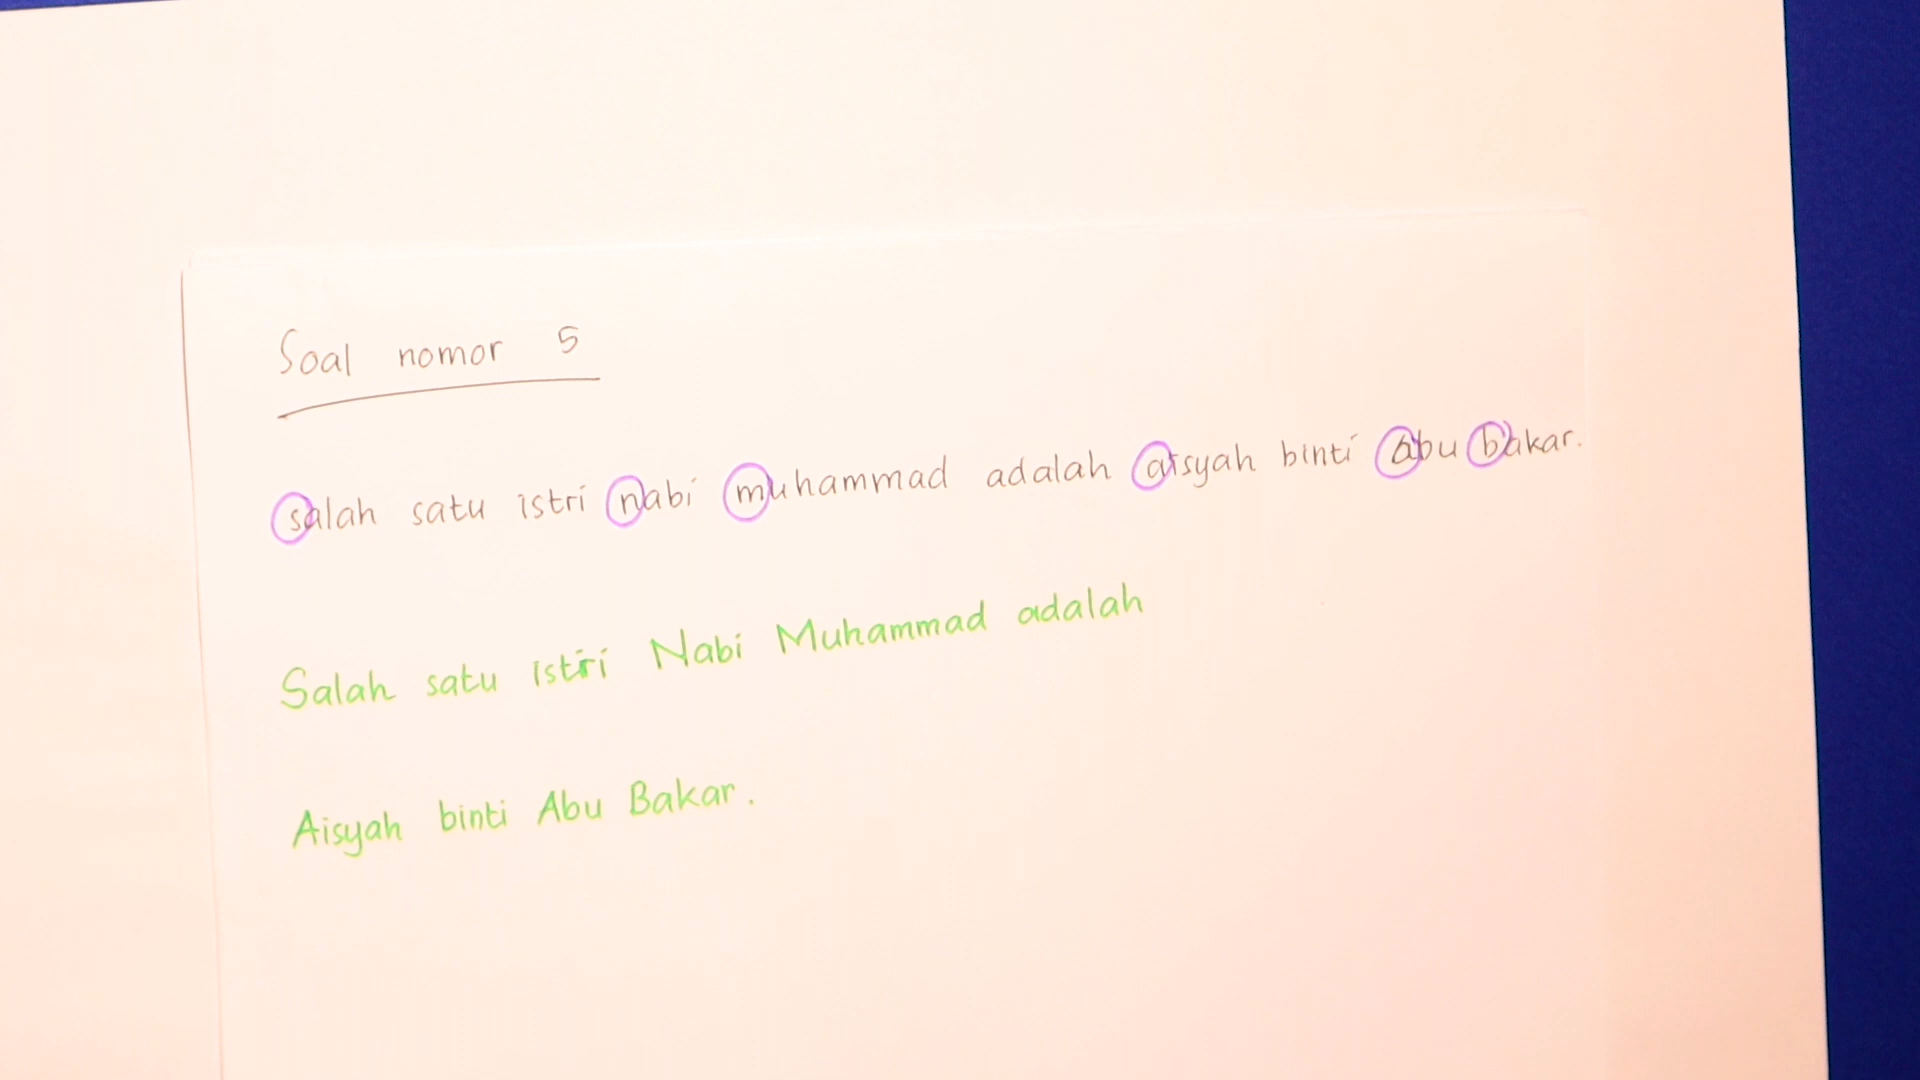 Soal nomor 5
salah satu istri nabi muhammad adalah aisyah binti abu bakar.
Salah satu istri Nabi Muhammad adalah
Aisyah binti Abu Bakar.